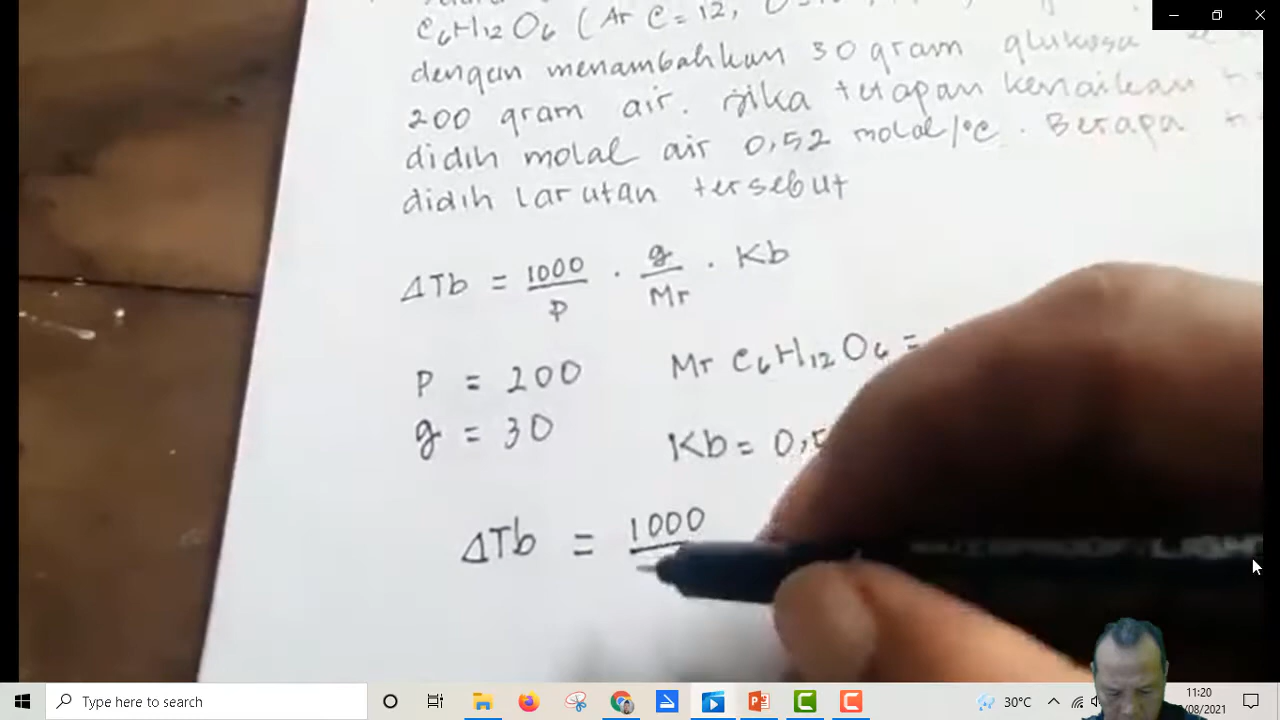 C6H12O6 (Ar C = 12,
dengan menambahkan 30 gram glukosa
200 gram air. Jika tetapan kenaikan
didih molal air 0,52 molal/°C. Berapa
didih larutan tersebut
ΔTb = 1000/P . g/Mr . Kb
P = 200
Mr C6H12O6 =
g = 30
Kb = 0,5
ΔTb = 1000
Type here to search
30°C
11:20
/08/2021